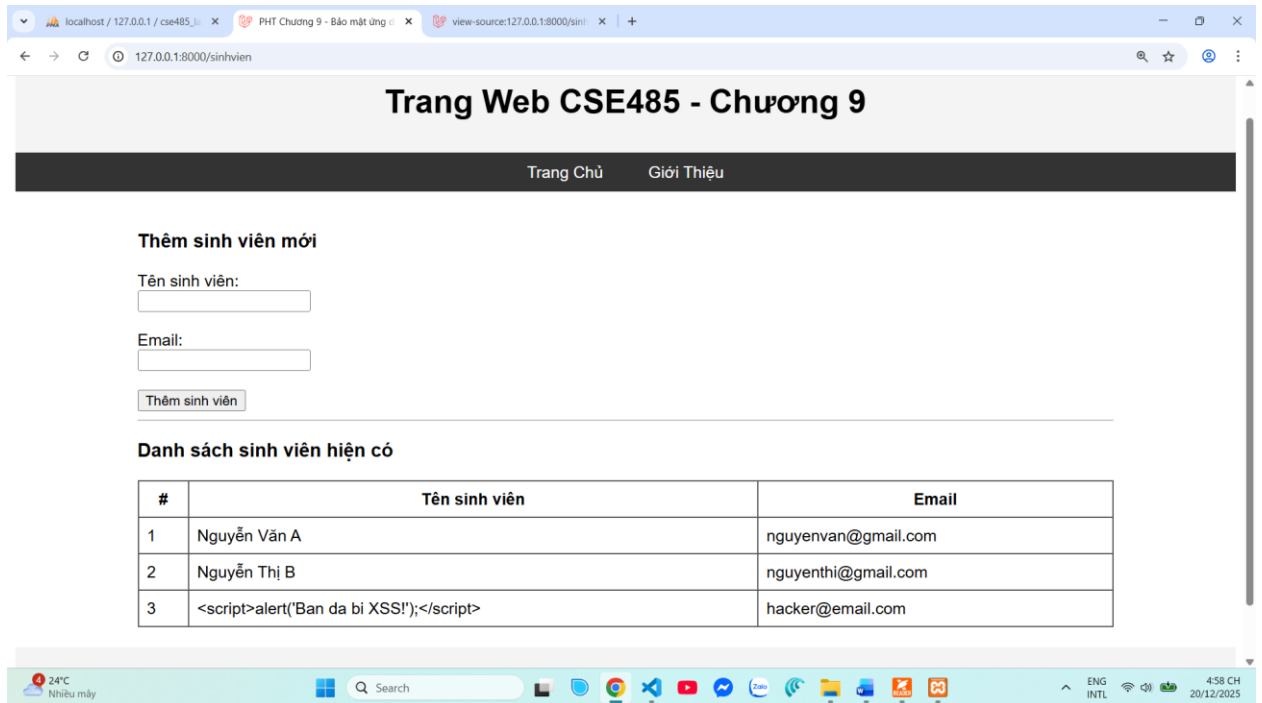 localhost / 127.0.0.1 / cse485_la
PHT Chương 9 - Bảo mật ứng d
view-source:127.0.0.1:8000/sinh
127.0.0.1:8000/sinhvien
Trang Web CSE485 - Chương 9
Trang Chủ Giới Thiệu
Thêm sinh viên mới
Tên sinh viên:
Email:
Thêm sinh viên
Danh sách sinh viên hiện có
# Tên sinh viên Email
1 Nguyễn Văn A nguyenvan@gmail.com
2 Nguyễn Thị B nguyenthi@gmail.com
3 <script>alert('Ban da bi XSS!');</script> hacker@email.com
4
24°C
Nhiều mây
Search
Zalo
ENG
INTL
4:58 CH
20/12/2025